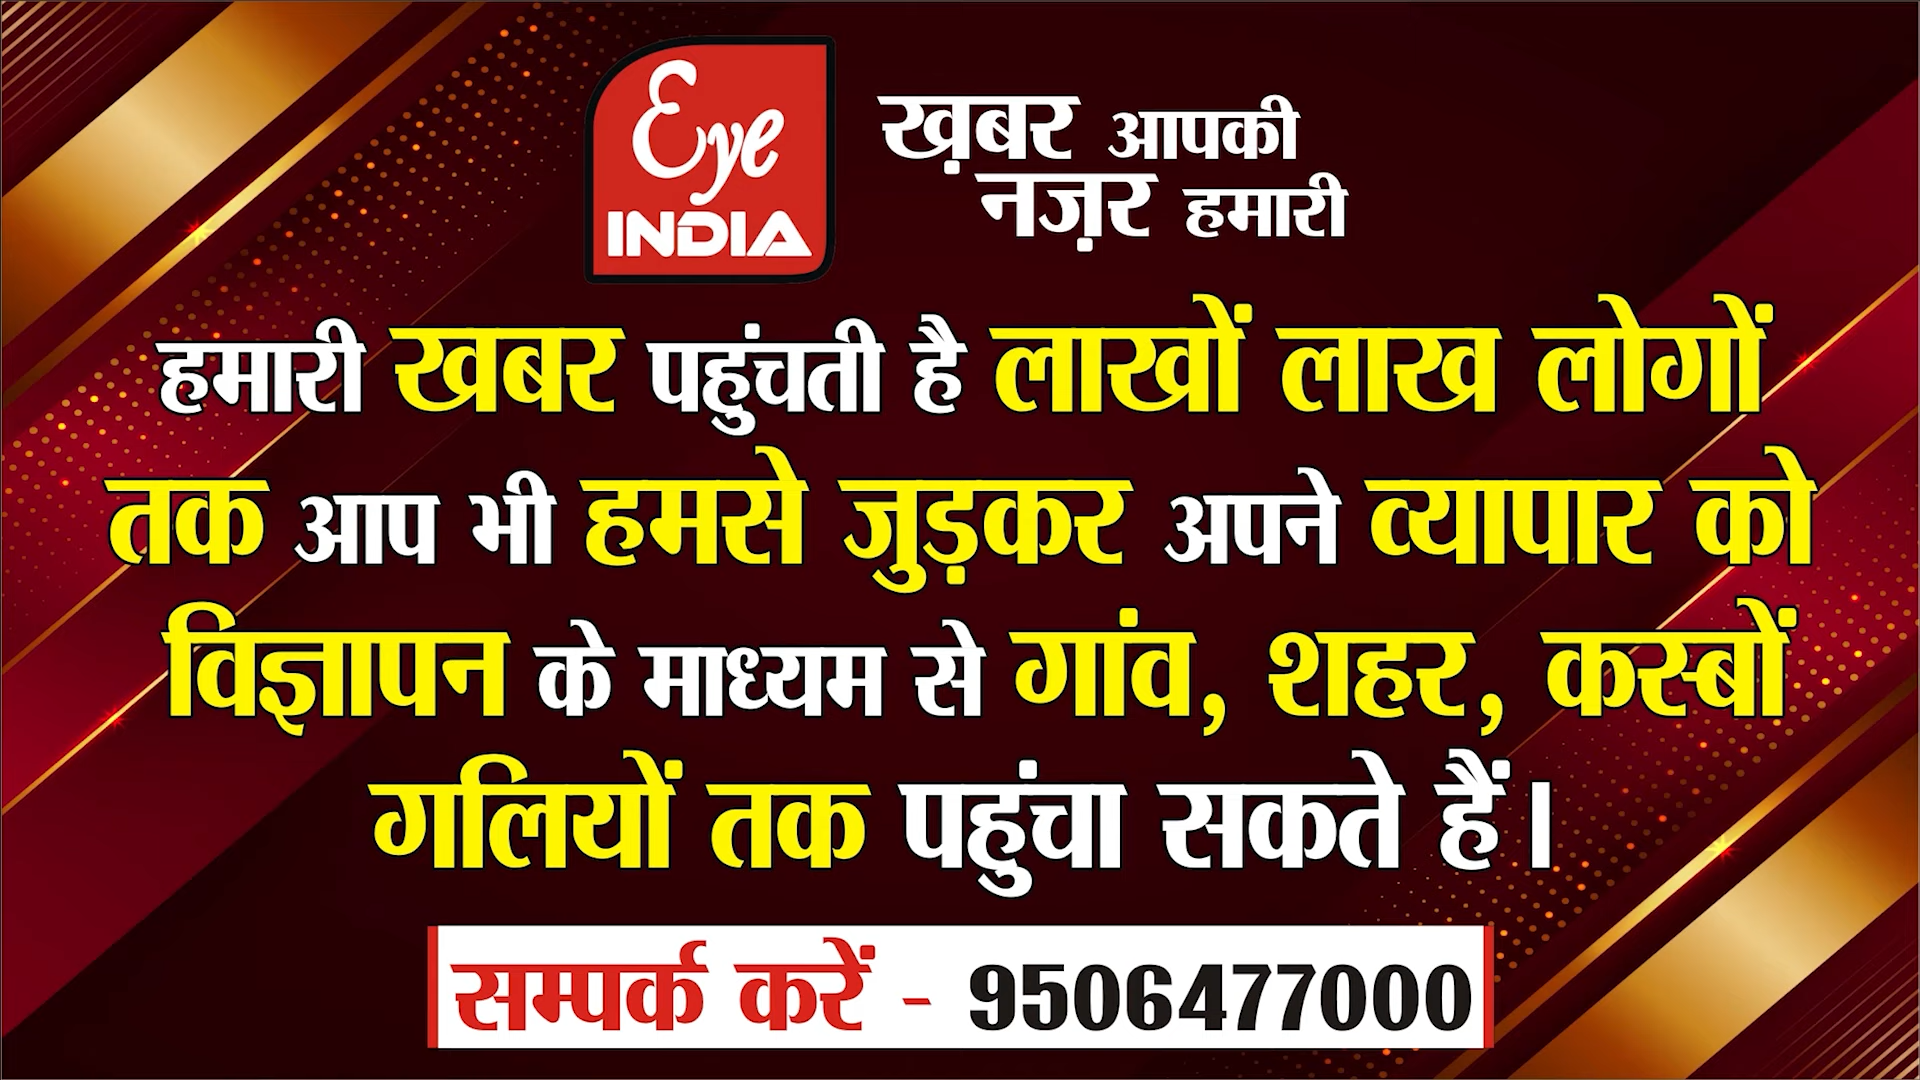 Eye
INDIA
ख़बर आपकी
नज़र हमारी
हमारी खबर पहुंचती है लाखों लाख लोगों
तक आप भी हमसे जुड़कर अपने व्यापार को
विज्ञापन के माध्यम से गांव, शहर, कस्बों
गलियों तक पहुंचा सकते हैं।
सम्पर्क करें - 9506477000